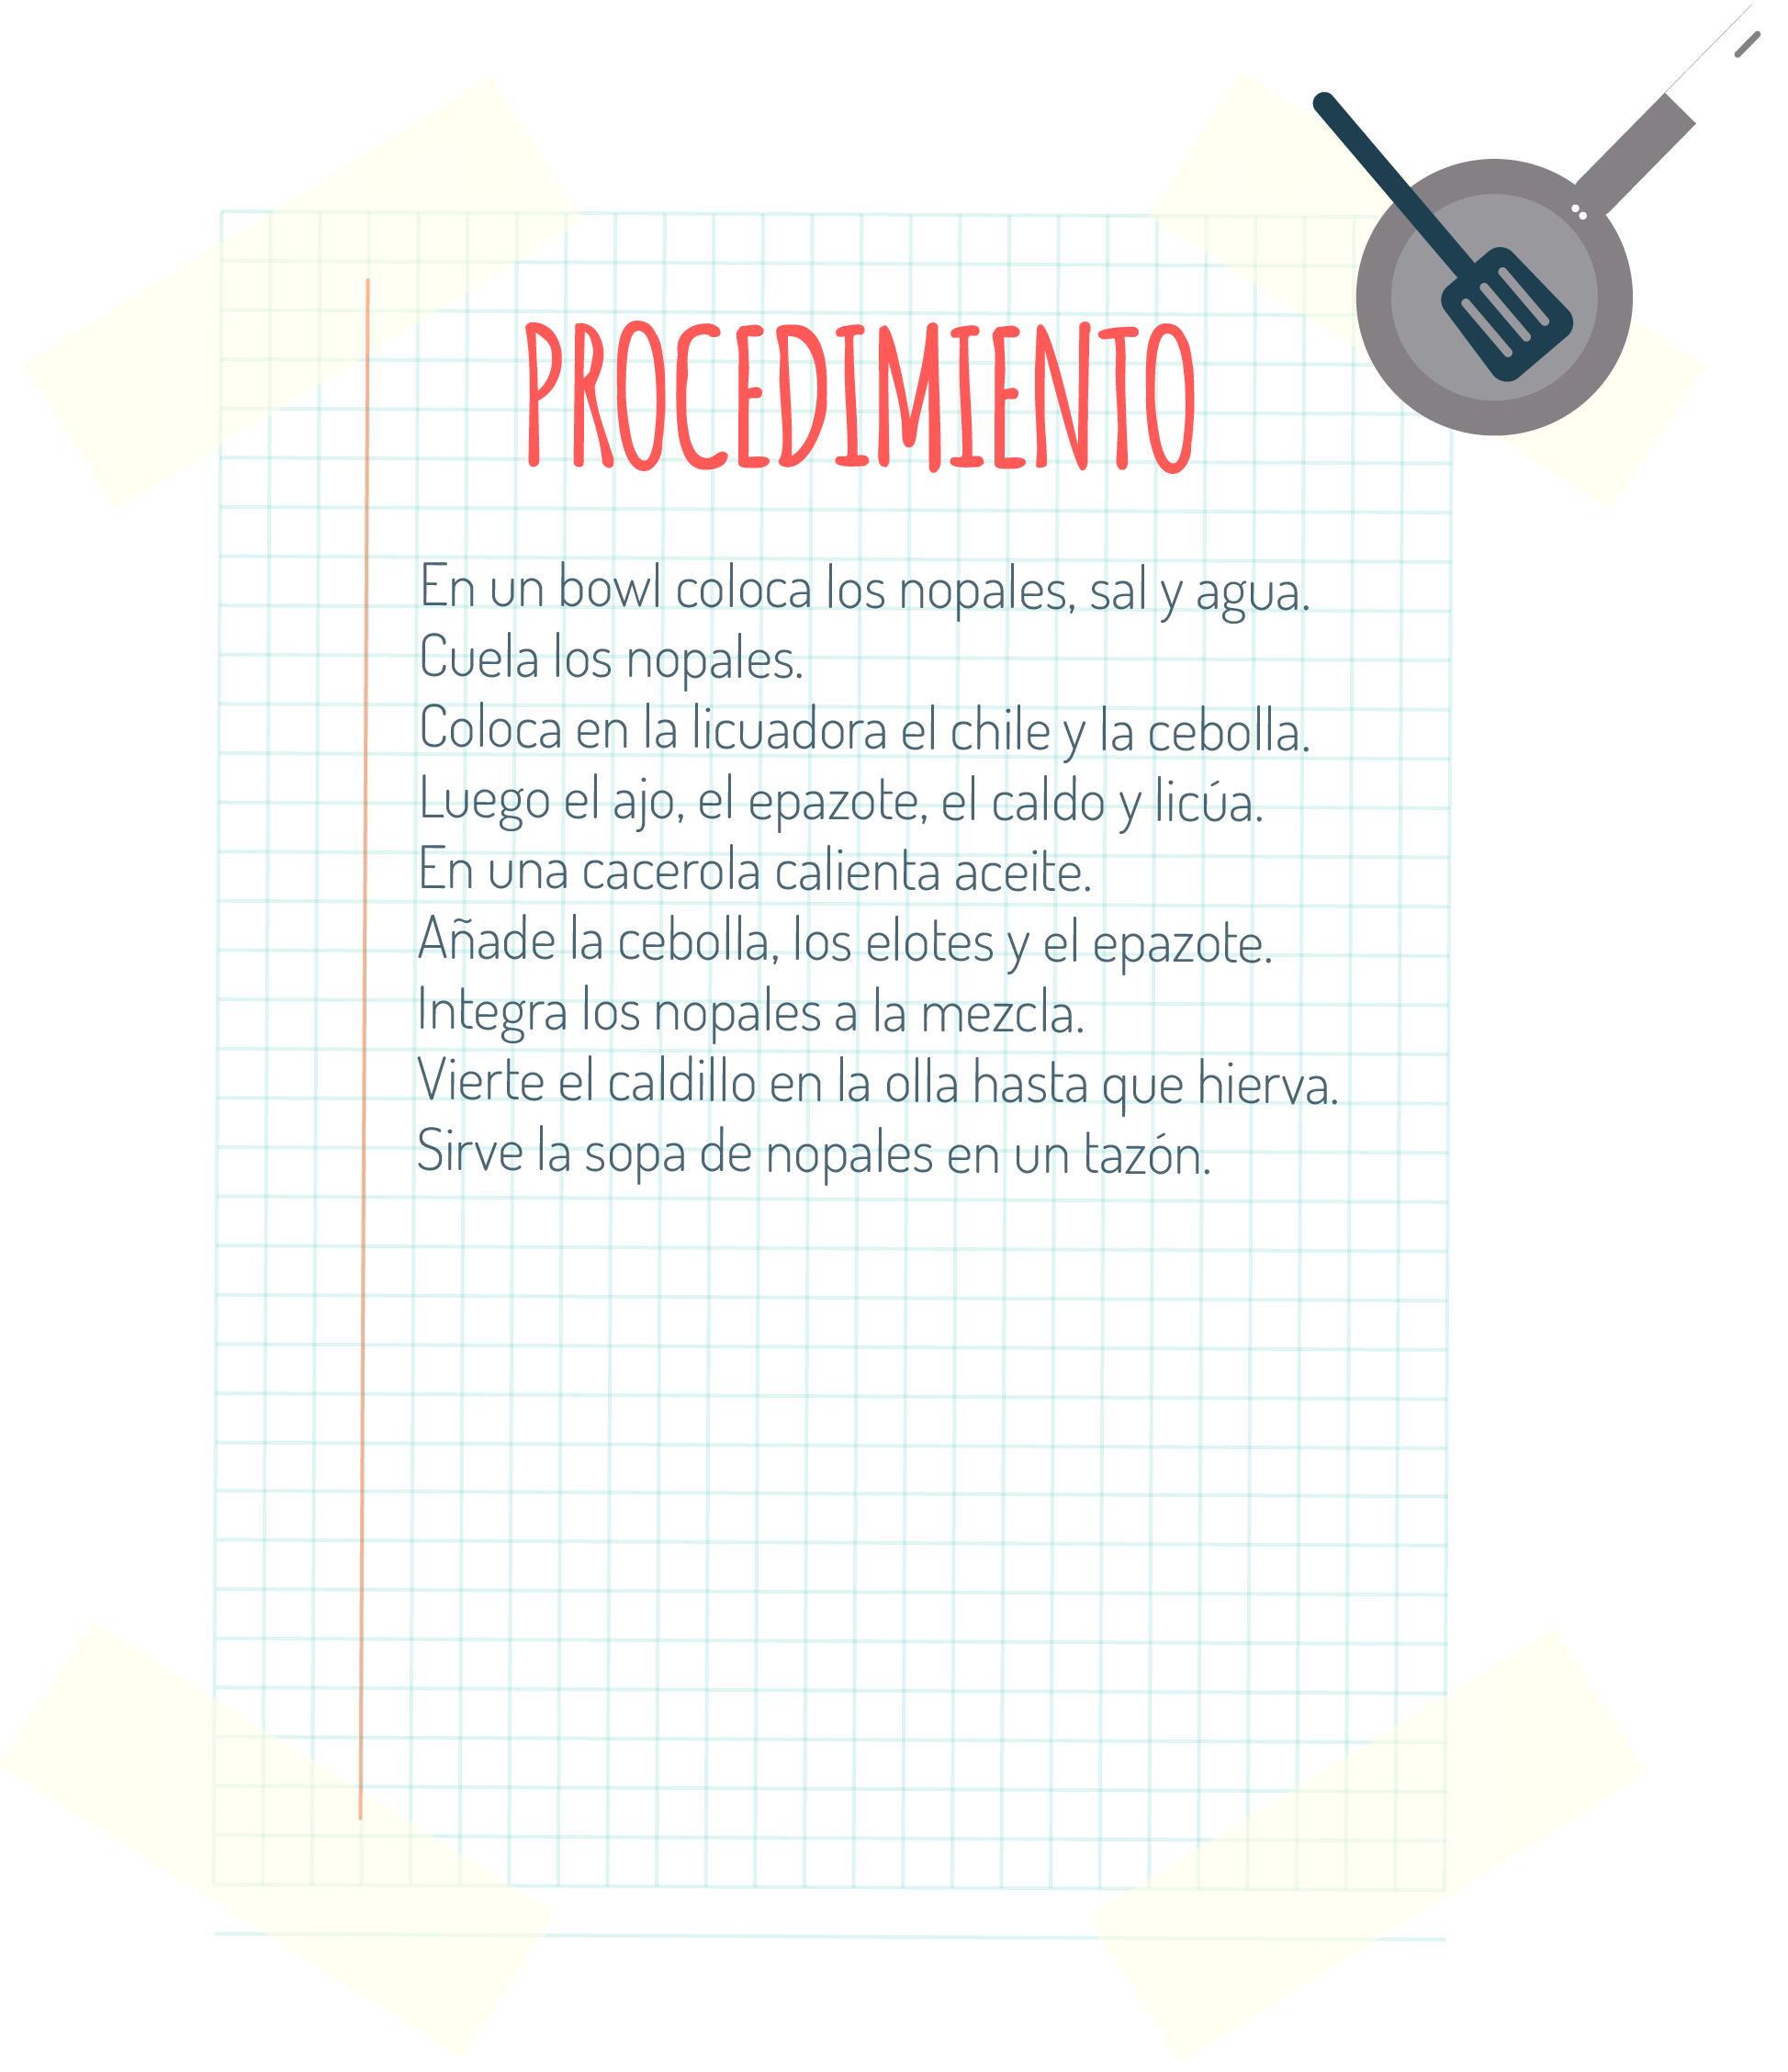 PROCEDIMIENTO
En un bowl coloca los nopales, sal y agua.
Cuela los nopales.
Coloca en la licuadora el chile y la cebolla.
Luego el ajo, el epazote, el caldo y licúa.
En una cacerola calienta aceite.
Añade la cebolla, los elotes y el epazote.
Integra los nopales a la mezcla.
Vierte el caldillo en la olla hasta que hierva.
Sirve la sopa de nopales en un tazón.